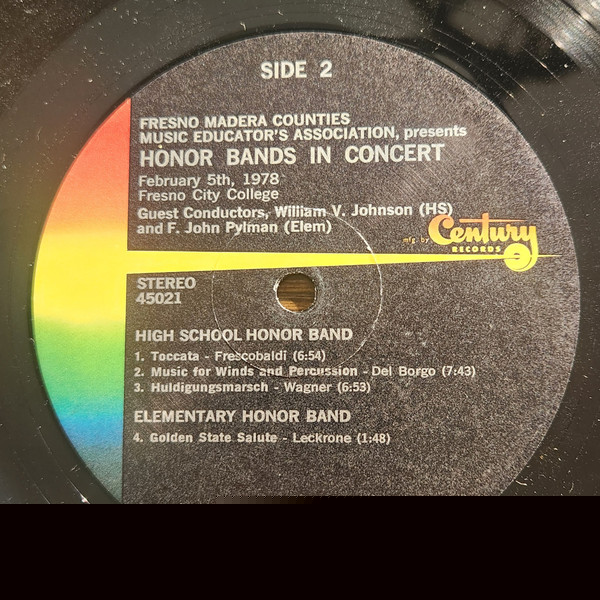 SIDE 2
FRESNO MADERA COUNTIES
MUSIC EDUCATOR'S ASSOCIATION, presents
HONOR BANDS IN CONCERT
February 5th, 1978
Fresno City College
Guest Conductors, William V. Johnson (HS)
and F. John Pylman (Elem)
mfg. by Century
RECORDS
STEREO
45021
HIGH SCHOOL HONOR BAND
1. Toccata - Frescobaldi (6:54)
2. Music for Winds and Percussion - Del Borgo (7:43)
3. Huldigungsmarsch - Wagner (6:53)
ELEMENTARY HONOR BAND
4. Golden State Salute - Leckrone (1:48)